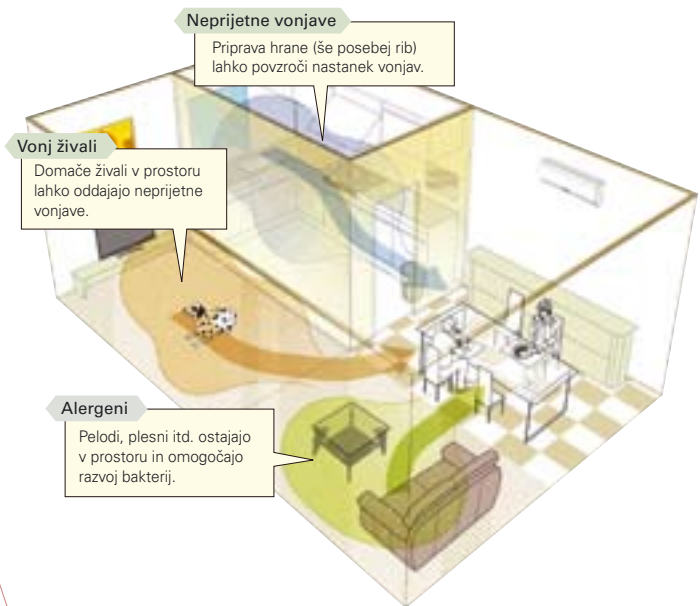 Neprijetne vonjave
Priprava hrane (še posebej rib)
lahko povzroči nastanek vonjav.
Vonj živali
Domače živali v prostoru
lahko oddajajo neprijetne
vonjave.
Alergeni
Pelodi, plesni itd. ostajajo
v prostoru in omogočajo
razvoj bakterij.